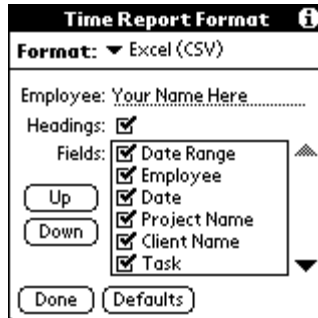 Time Report Format
Format: Excel (CSV)
Employee: Your Name Here
Headings:
Fields: Date Range
Employee
Up Date
Project Name
Down Client Name
Task
Done Defaults